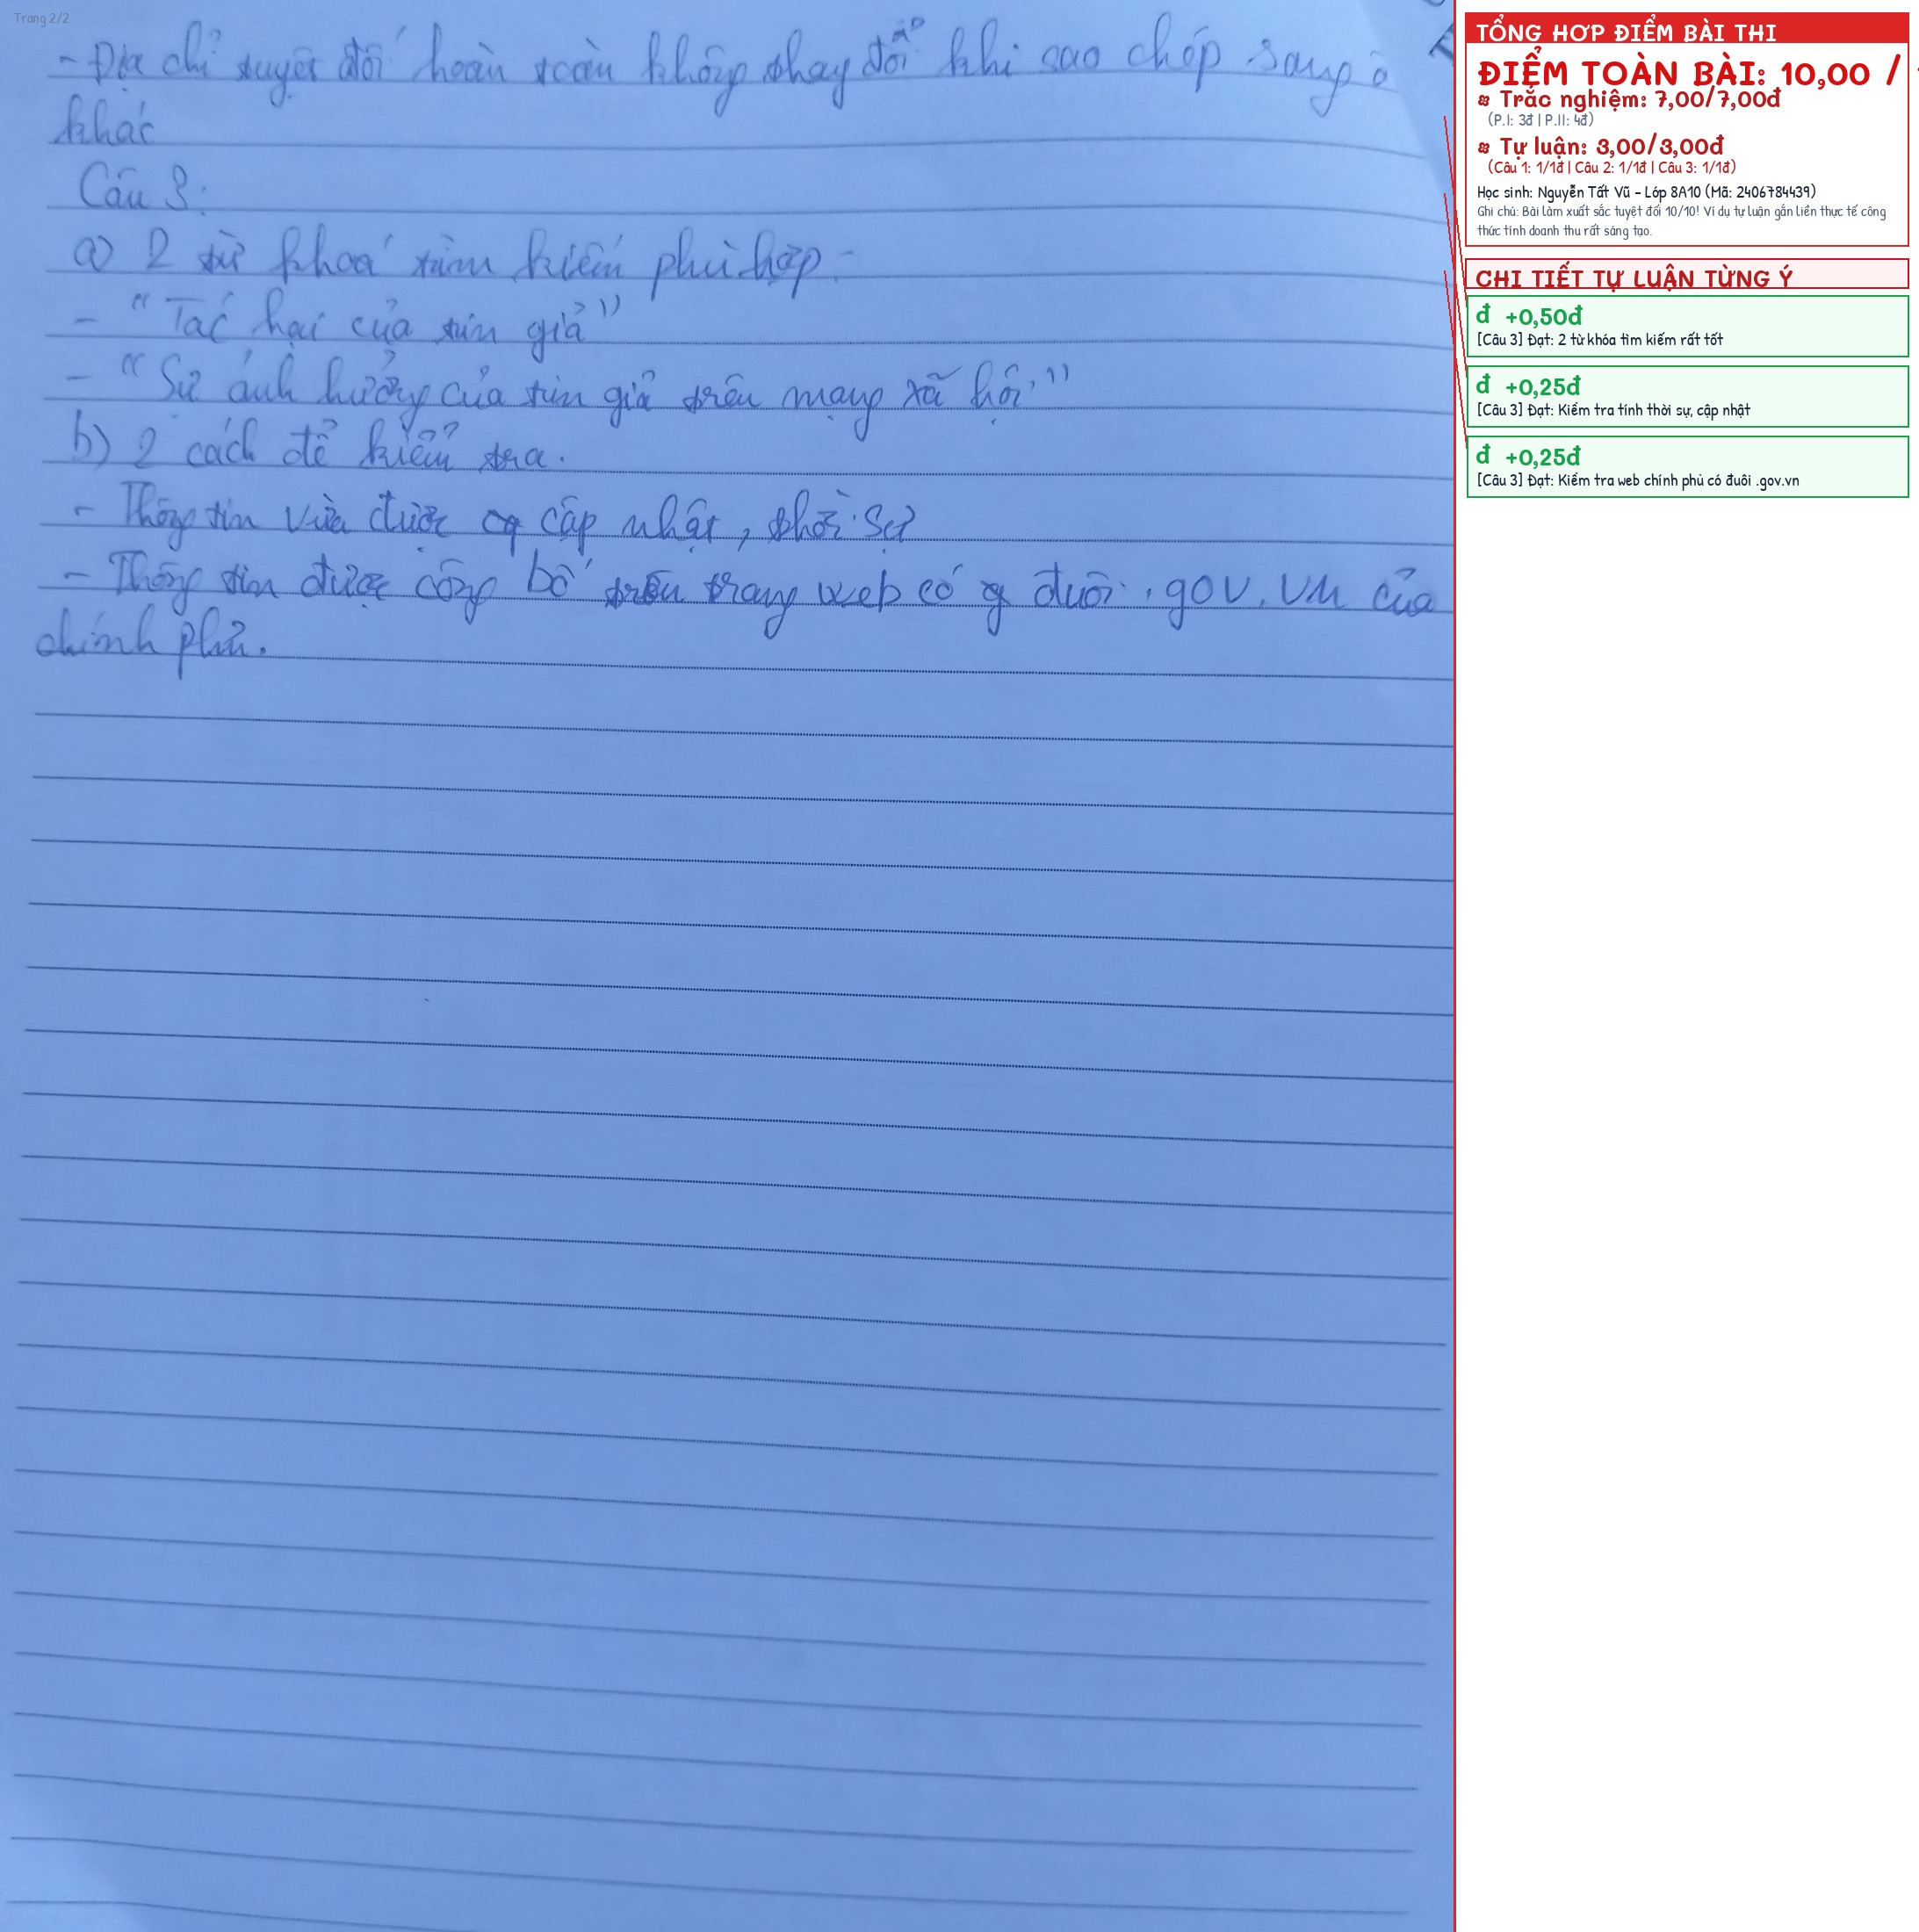 Trang 2/2
- Địa chỉ tuyệt đối hoàn toàn không thay đổi khi sao chép sang ô
khác
Câu 3:
a) 2 từ khoá tìm kiếm phù hợp -
- "Tác hại của tin giả"
- "Sự ảnh hưởng của tin giả trên mạng xã hội"
b) 2 cách để kiểm tra.
- Thông tin vừa được cập nhật, thời sự
- Thông tin được công bố trên trang web có đuôi .gov.vn của
chính phủ.
TỔNG HỢP ĐIỂM BÀI THI
ĐIỂM TOÀN BÀI: 10,00 /
Trắc nghiệm: 7,00/7,00đ
(P.I: 3đ | P.II: 4đ)
Tự luận: 3,00/3,00đ
(Câu 1: 1/1đ | Câu 2: 1/1đ | Câu 3: 1/1đ)
Học sinh: Nguyễn Tất Vũ - Lớp 8A10 (Mã: 2406784439)
Ghi chú: Bài làm xuất sắc tuyệt đối 10/10! Ví dụ tự luận gắn liền thực tế công
thức tính doanh thu rất sáng tạo.
CHI TIẾT TỰ LUẬN TỪNG Ý
đ +0,50đ
[Câu 3] Đạt: 2 từ khóa tìm kiếm rất tốt
đ +0,25đ
[Câu 3] Đạt: Kiểm tra tính thời sự, cập nhật
đ +0,25đ
[Câu 3] Đạt: Kiểm tra web chính phủ có đuôi .gov.vn